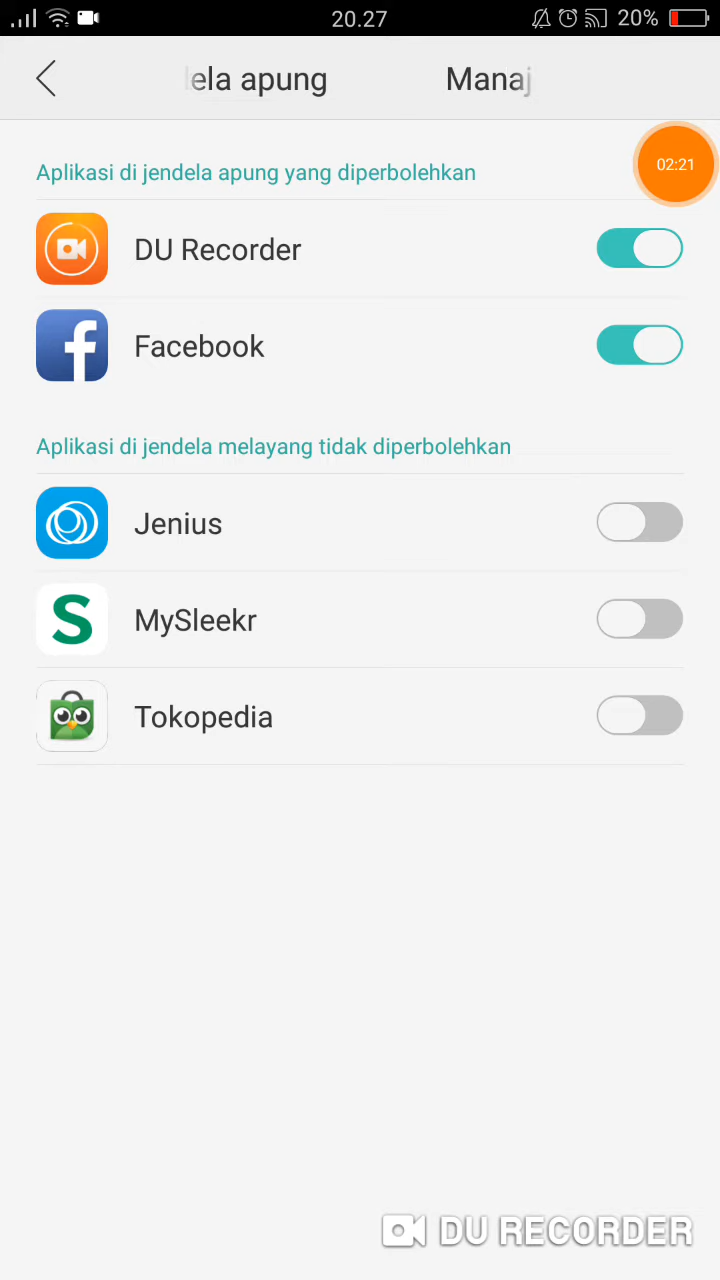 20.27
20%
ela apung Manaj
02:21
Aplikasi di jendela apung yang diperbolehkan
DU Recorder
Facebook
Aplikasi di jendela melayang tidak diperbolehkan
Jenius
MySleekr
Tokopedia
DU RECORDER